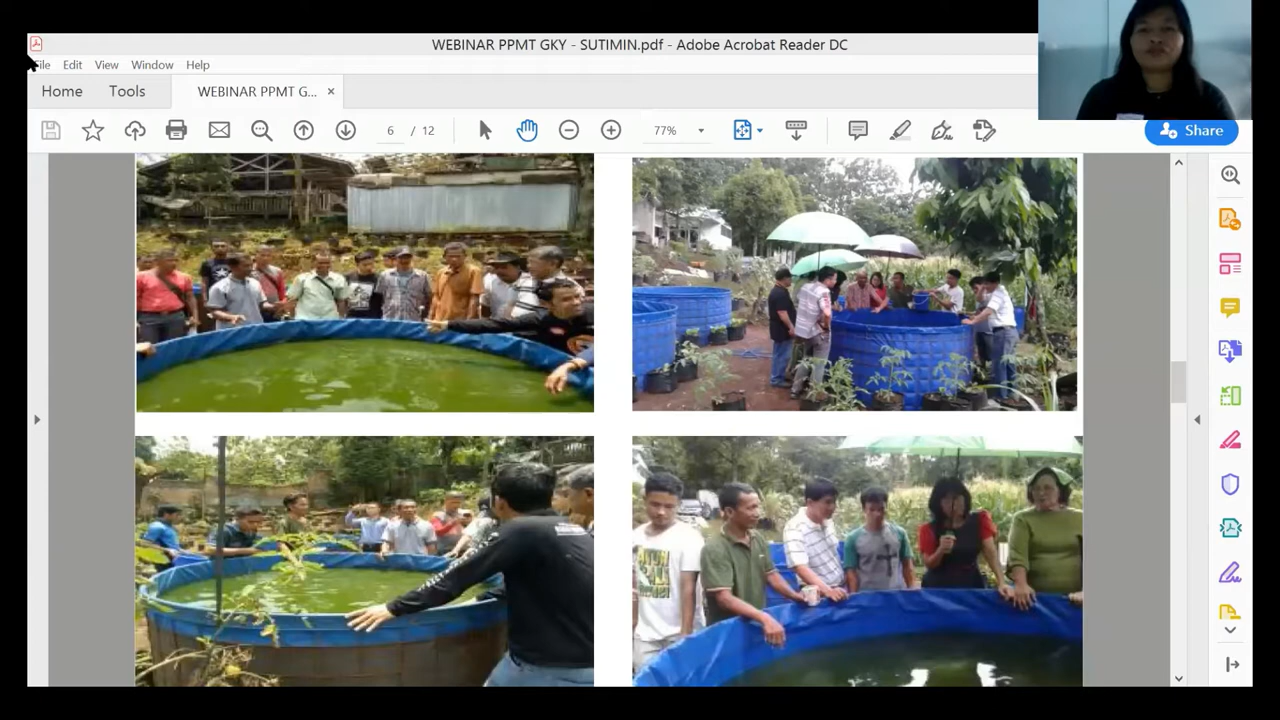 WEBINAR PPMT GKY - SUTIMIN.pdf - Adobe Acrobat Reader DC
File Edit View Window Help
Home Tools WEBINAR PPMT G... ×
6 / 12 77% Share